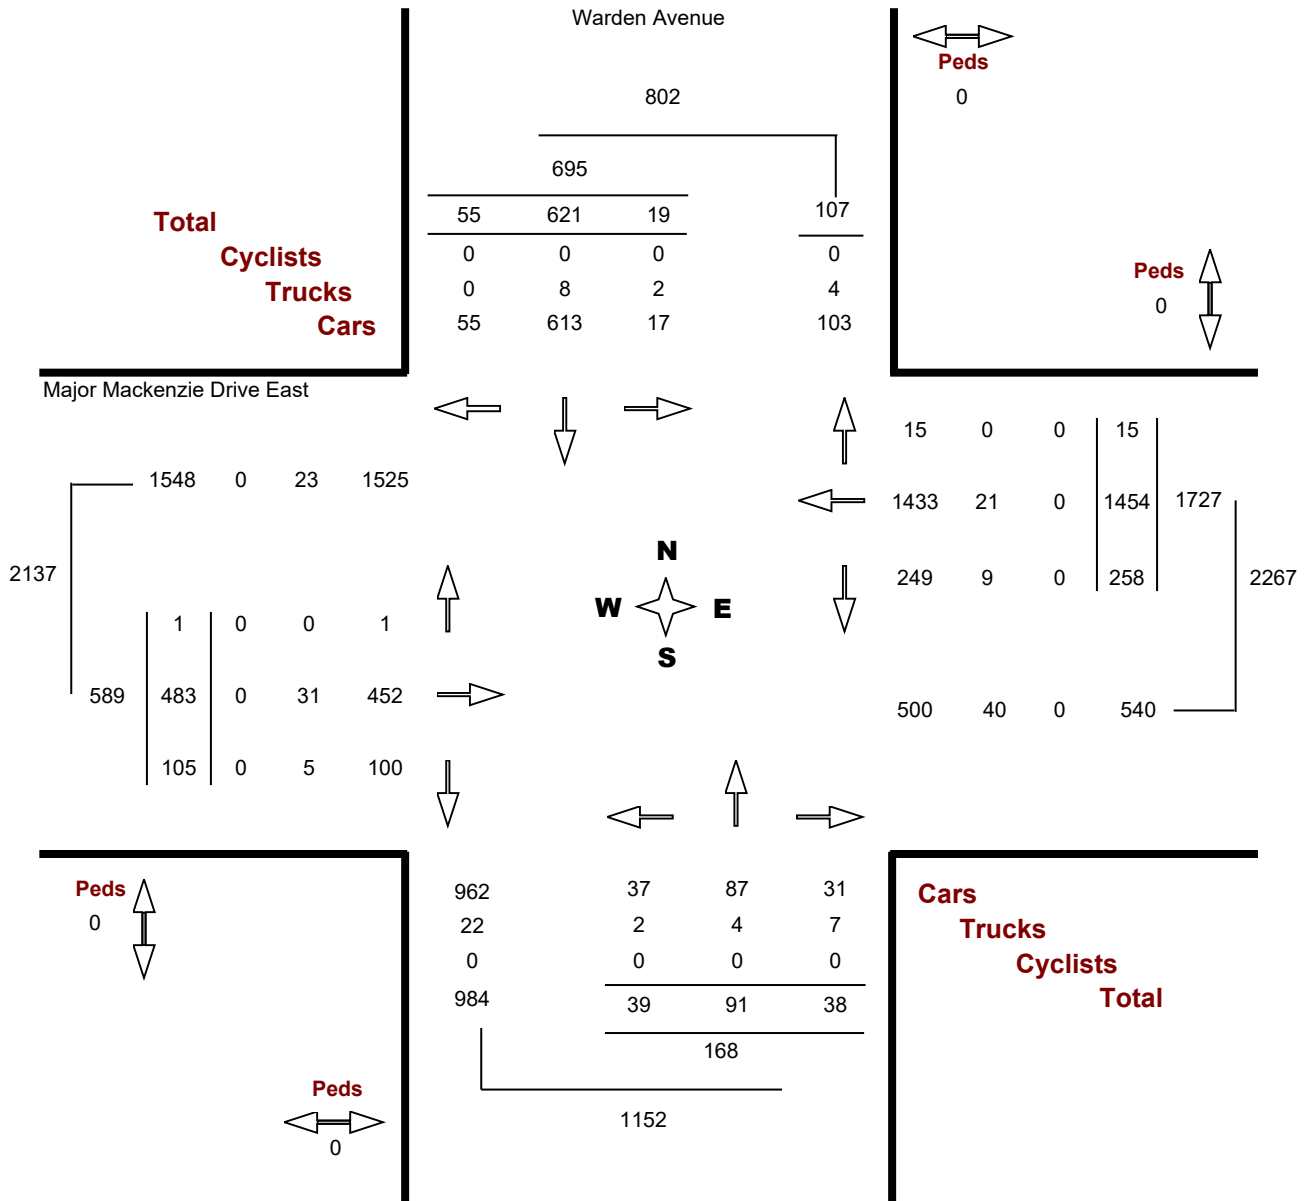 Warden Avenue
Peds
0
802
695
55 621 19 107
Total
0 0 0 0
Cyclists
0 8 2 4
Trucks
55 613 17 103
Cars
Peds
0
Major Mackenzie Drive East
15 0 0 15
1548 0 23 1525
1433 21 0 1454 1727
N
2137
249 9 0 258 2267
W E
1 0 0 1
S
589 483 0 31 452
500 40 0 540
105 0 5 100
Peds
0
962 37 87 31
22 2 4 7
0 0 0 0
984 39 91 38
168
1152
Cars
Trucks
Cyclists
Total
Peds
0